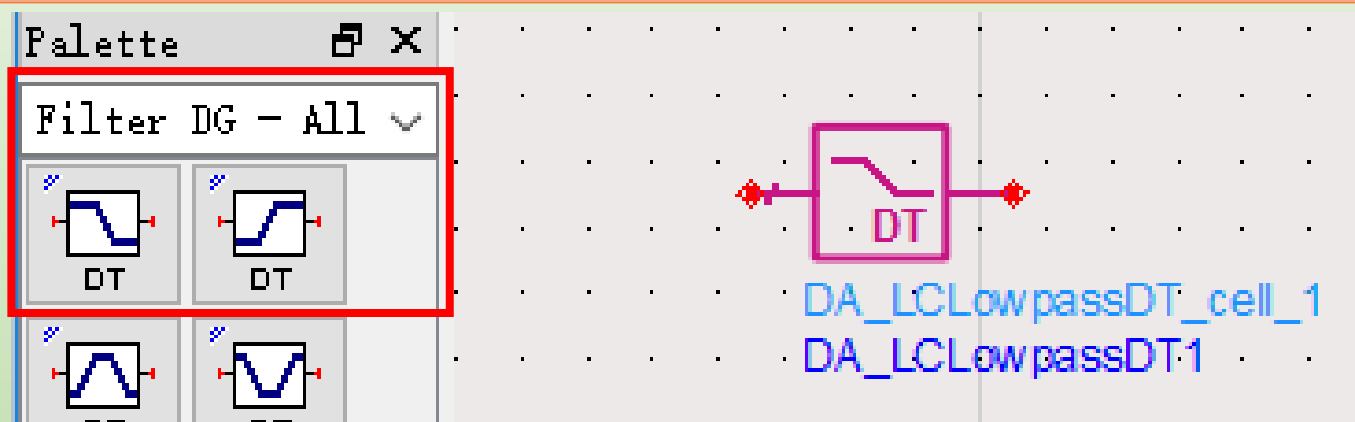 Palette
Filter DG - All
DT DT
DT
DA_LCLowpassDT_cell_1
DA_LCLowpassDT1